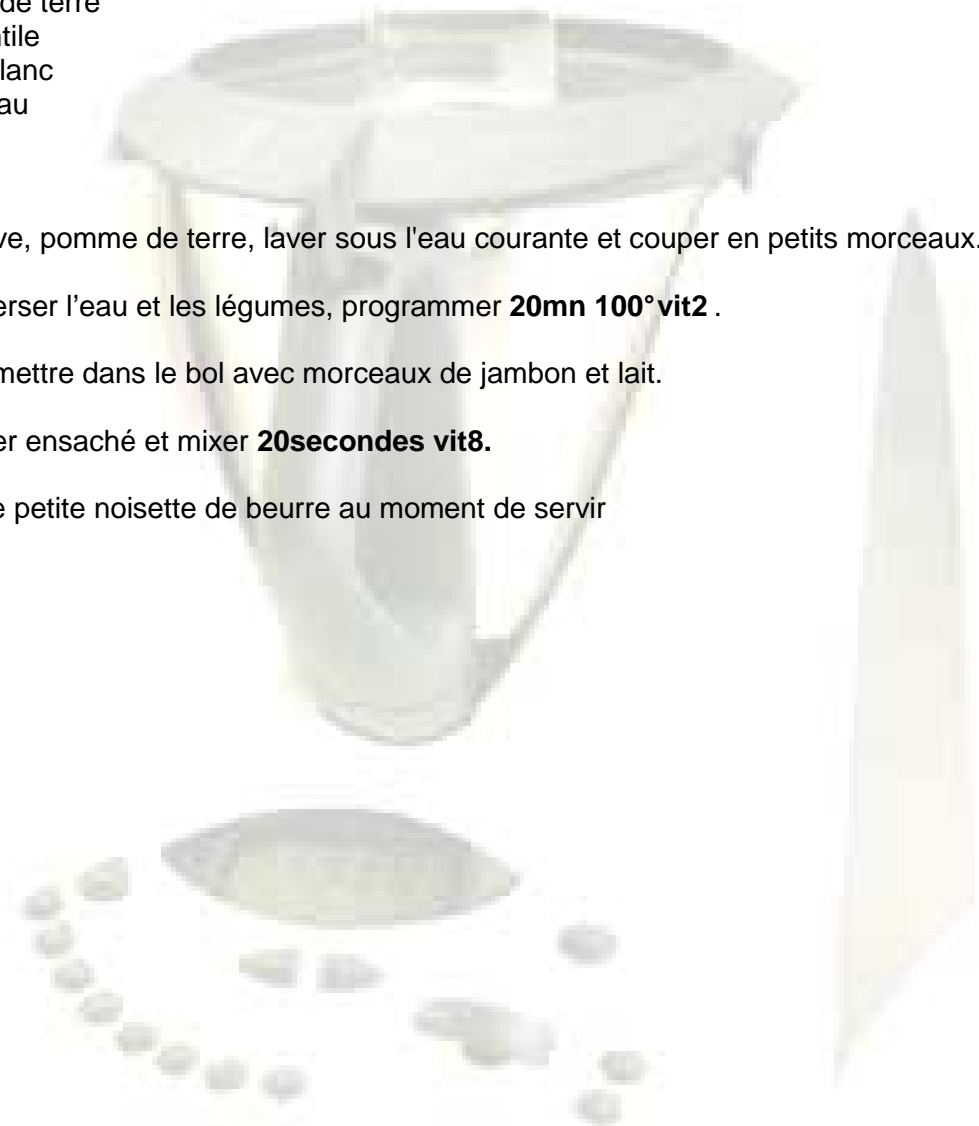 de terre
tile
lanc
au
ve, pomme de terre, laver sous l'eau courante et couper en petits morceaux.
erser l’eau et les légumes, programmer 20mn 100°vit2 .
mettre dans le bol avec morceaux de jambon et lait.
er ensaché et mixer 20secondes vit8.
e petite noisette de beurre au moment de servir